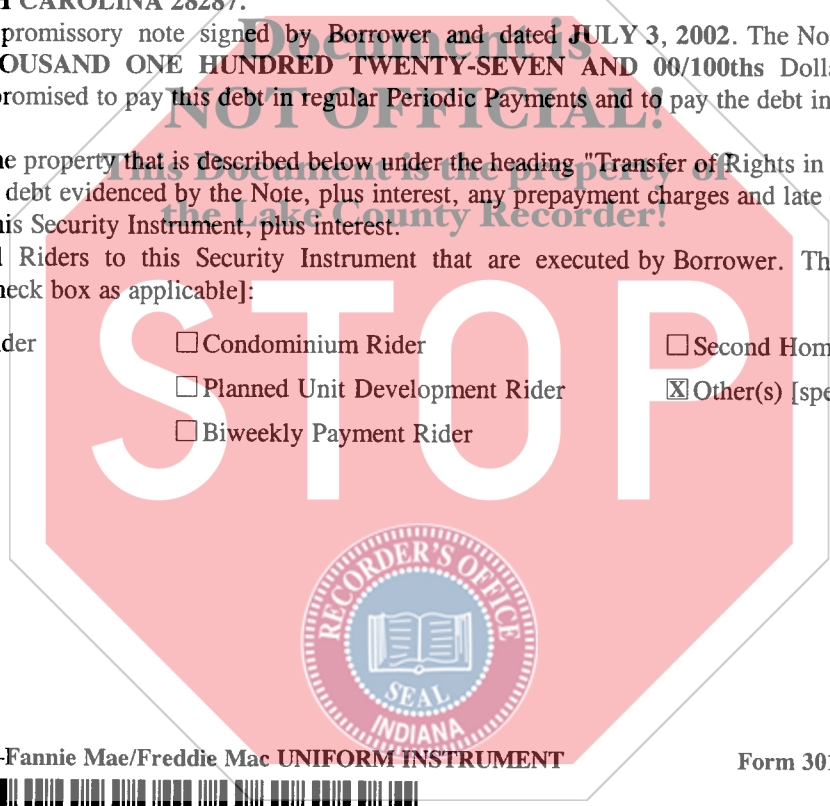 CAROLINA 28287.
promissory note signed by Borrower and dated JULY 3, 2002. The No
OUSAND ONE HUNDRED TWENTY-SEVEN AND 00/100ths Doll
romised to pay this debt in regular Periodic Payments and to pay the debt in
Document is
NOT OFFICIAL!
This Document is the property of
the Lake County Recorder!
e property that is described below under the heading "Transfer of Rights in
debt evidenced by the Note, plus interest, any prepayment charges and late
is Security Instrument, plus interest.
Riders to this Security Instrument that are executed by Borrower. Th
eck box as applicable]:
der ☐ Condominium Rider ☐ Second Hom
☐ Planned Unit Development Rider ☒ Other(s) [spe
☐ Biweekly Payment Rider
STOP
RECORDER'S OFFICE
SEAL
INDIANA
-Fannie Mae/Freddie Mac UNIFORM INSTRUMENT Form 301